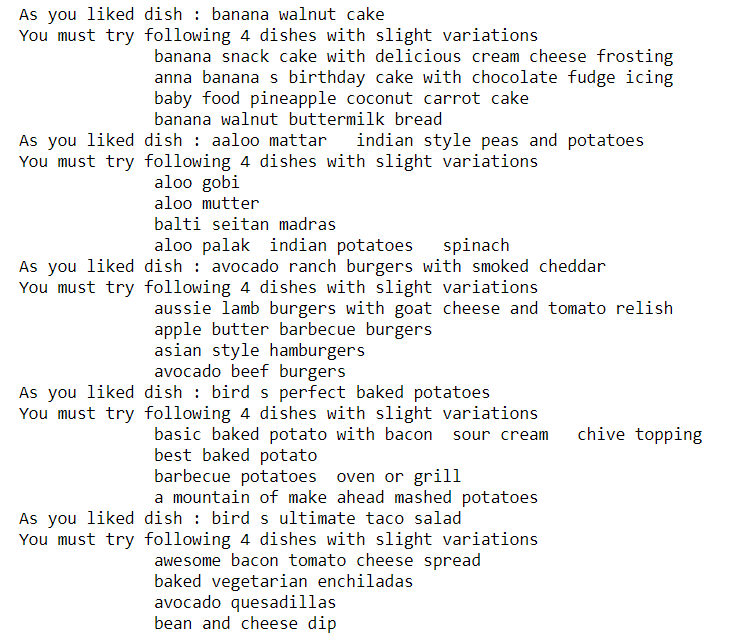 As you liked dish : banana walnut cake
You must try following 4 dishes with slight variations
banana snack cake with delicious cream cheese frosting
anna banana s birthday cake with chocolate fudge icing
baby food pineapple coconut carrot cake
banana walnut buttermilk bread
As you liked dish : aaloo mattar   indian style peas and potatoes
You must try following 4 dishes with slight variations
aloo gobi
aloo mutter
balti seitan madras
aloo palak  indian potatoes   spinach
As you liked dish : avocado ranch burgers with smoked cheddar
You must try following 4 dishes with slight variations
aussie lamb burgers with goat cheese and tomato relish
apple butter barbecue burgers
asian style hamburgers
avocado beef burgers
As you liked dish : bird s perfect baked potatoes
You must try following 4 dishes with slight variations
basic baked potato with bacon  sour cream   chive topping
best baked potato
barbecue potatoes  oven or grill
a mountain of make ahead mashed potatoes
As you liked dish : bird s ultimate taco salad
You must try following 4 dishes with slight variations
awesome bacon tomato cheese spread
baked vegetarian enchiladas
avocado quesadillas
bean and cheese dip